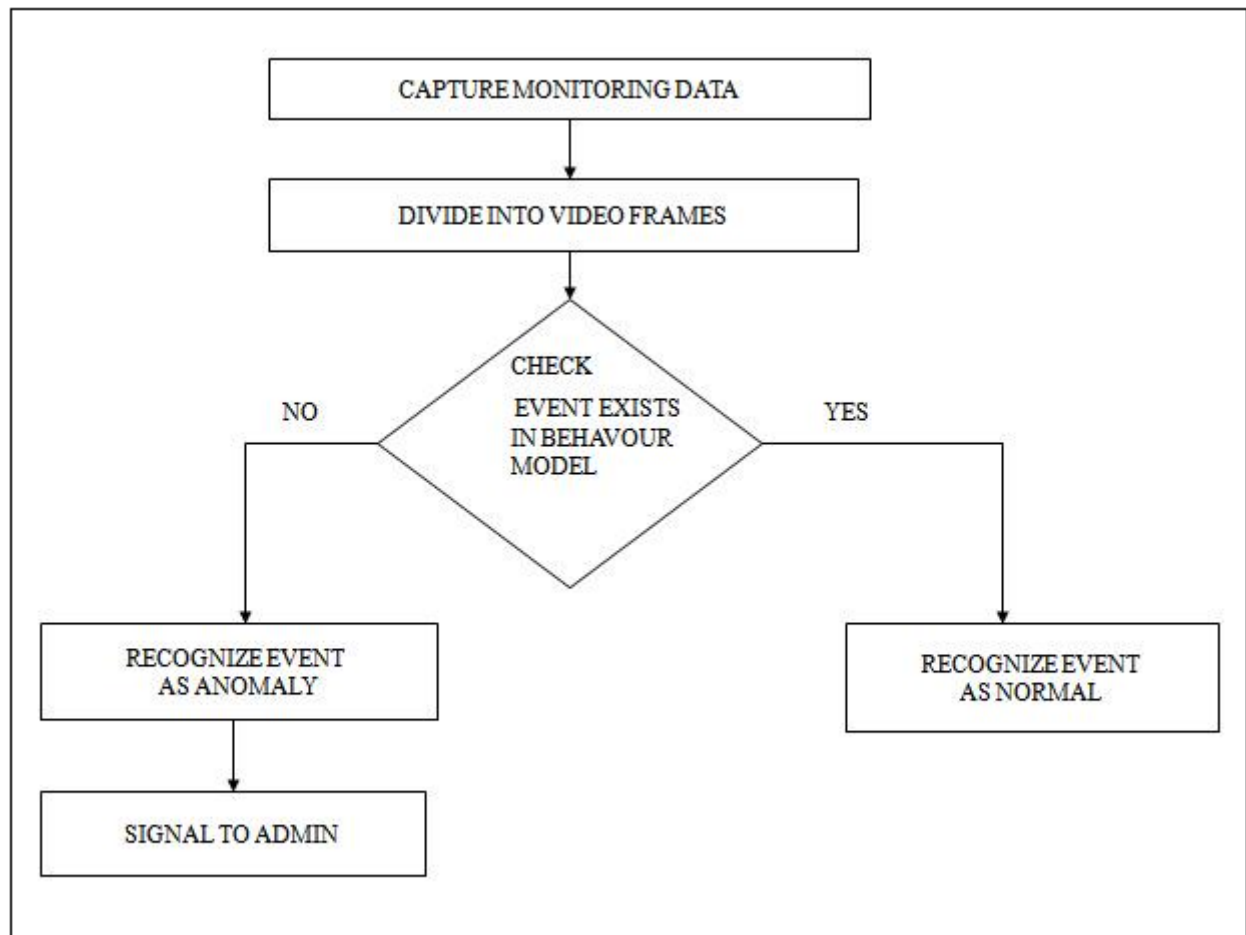 CAPTURE MONITORING DATA
DIVIDE INTO VIDEO FRAMES
CHECK
EVENT EXISTS
IN BEHAVOUR
MODEL
NO
YES
RECOGNIZE EVENT
AS ANOMALY
RECOGNIZE EVENT
AS NORMAL
SIGNAL TO ADMIN